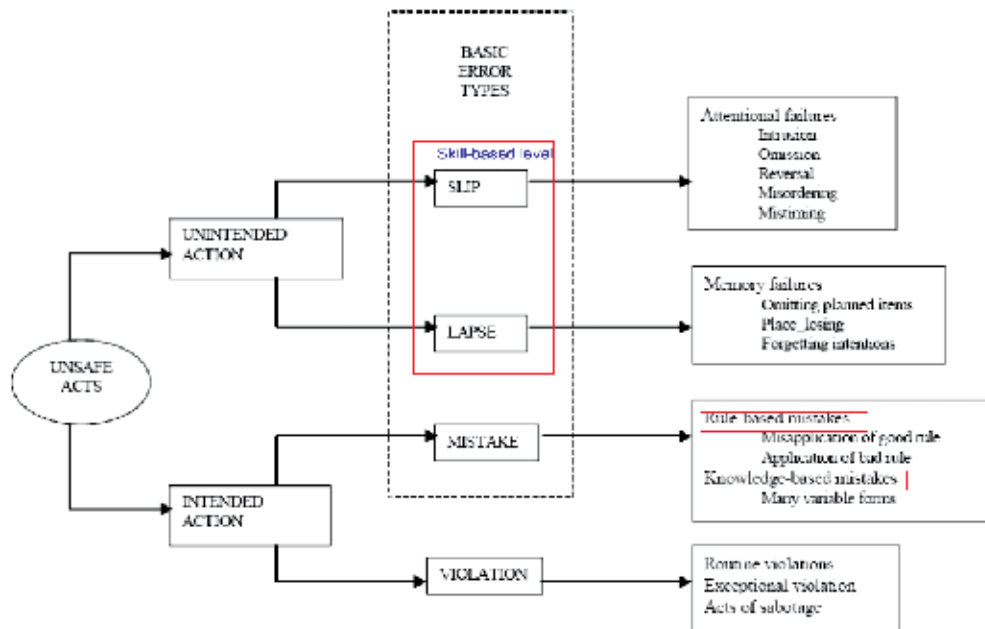 BASIC
ERROR
TYPES
Skill-based level
SLIP
Attentional failures
Intrusion
Omission
Reversal
Misordering
Mistiming
UNINTENDED
ACTION
LAPSE
Memory failures
Omitting planned items
Place_losing
Forgetting intentions
UNSAFE
ACTS
MISTAKE
Rule-based mistakes
Misapplication of good rule
Application of bad rule
Knowledge-based mistakes
Many variable forms
INTENDED
ACTION
VIOLATION
Routine violations
Exceptional violation
Acts of sabotage